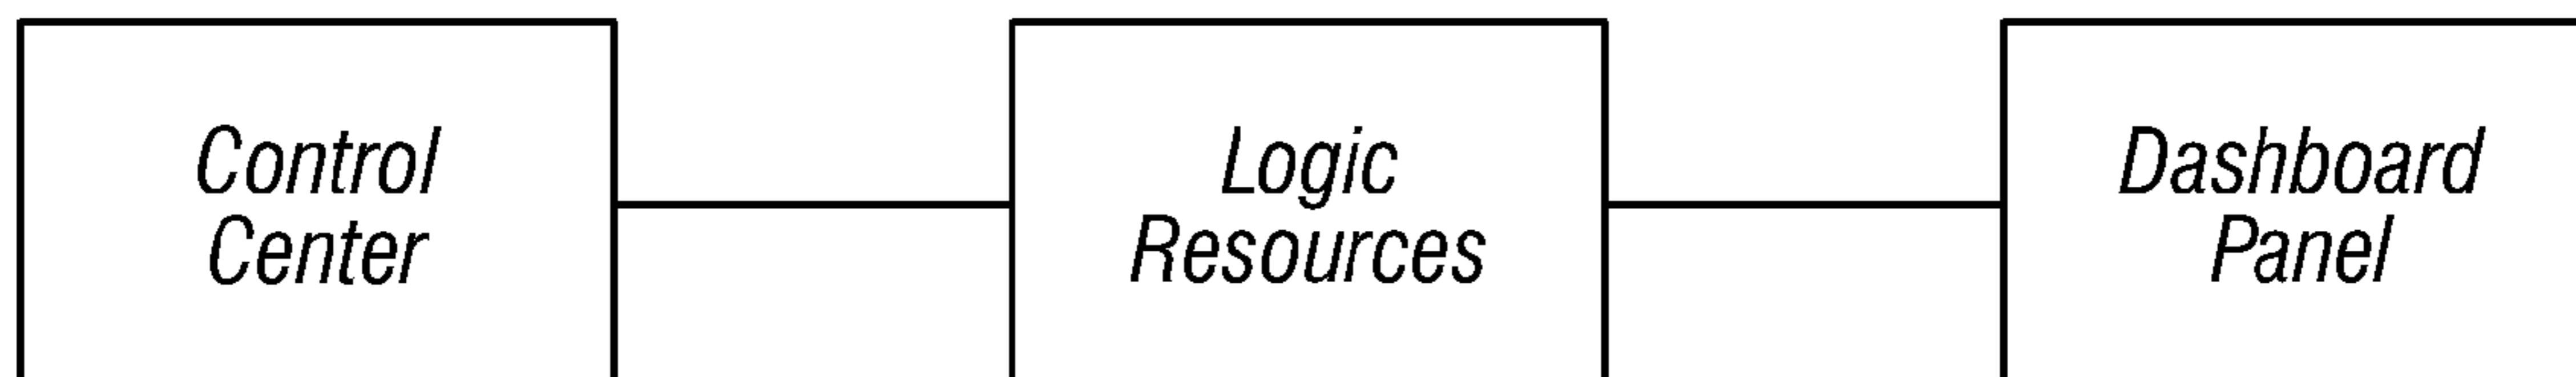 Control
Center
Logic
Resources
Dashboard
Panel